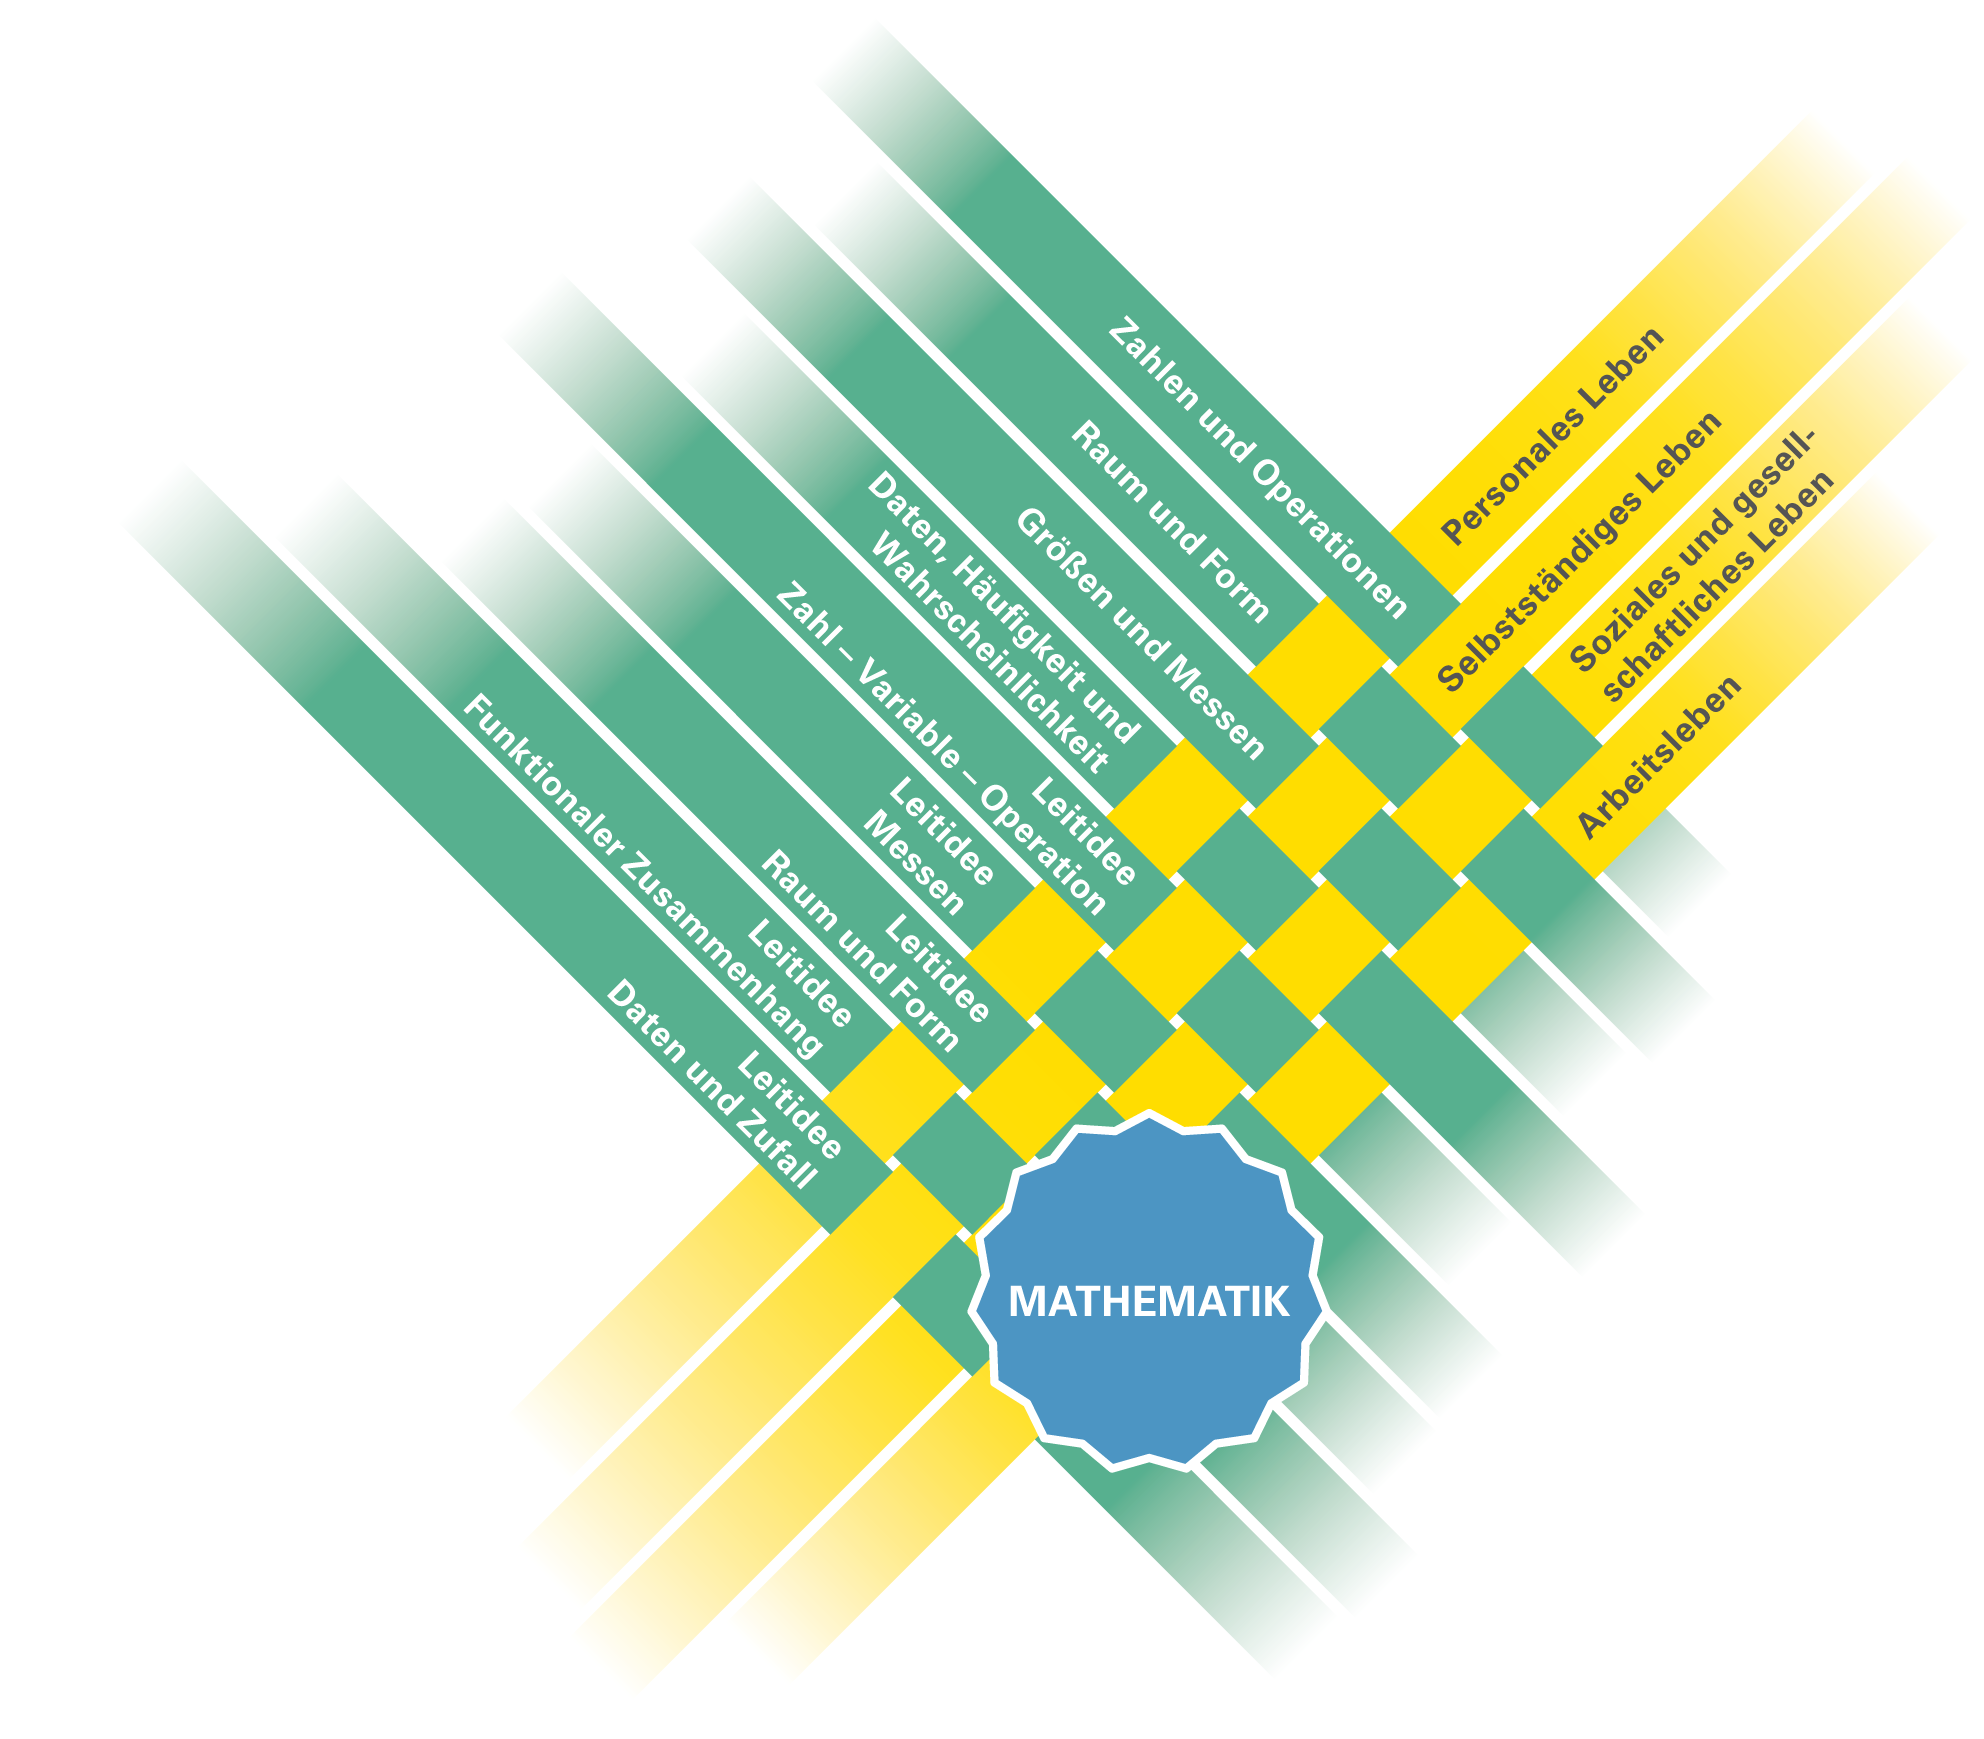 Zahlen und Operationen
Raum und Form
Größen und Messen
Daten, Häufigkeit und
Wahrscheinlichkeit
Leitidee
Zahl – Variable – Operation
Leitidee
Messen
Leitidee
Raum und Form
Leitidee
Funktionaler Zusammenhang
Leitidee
Daten und Zufall
Personales Leben
Selbstständiges Leben
Soziales und gesell-
schaftliches Leben
Arbeitsleben
MATHEMATIK